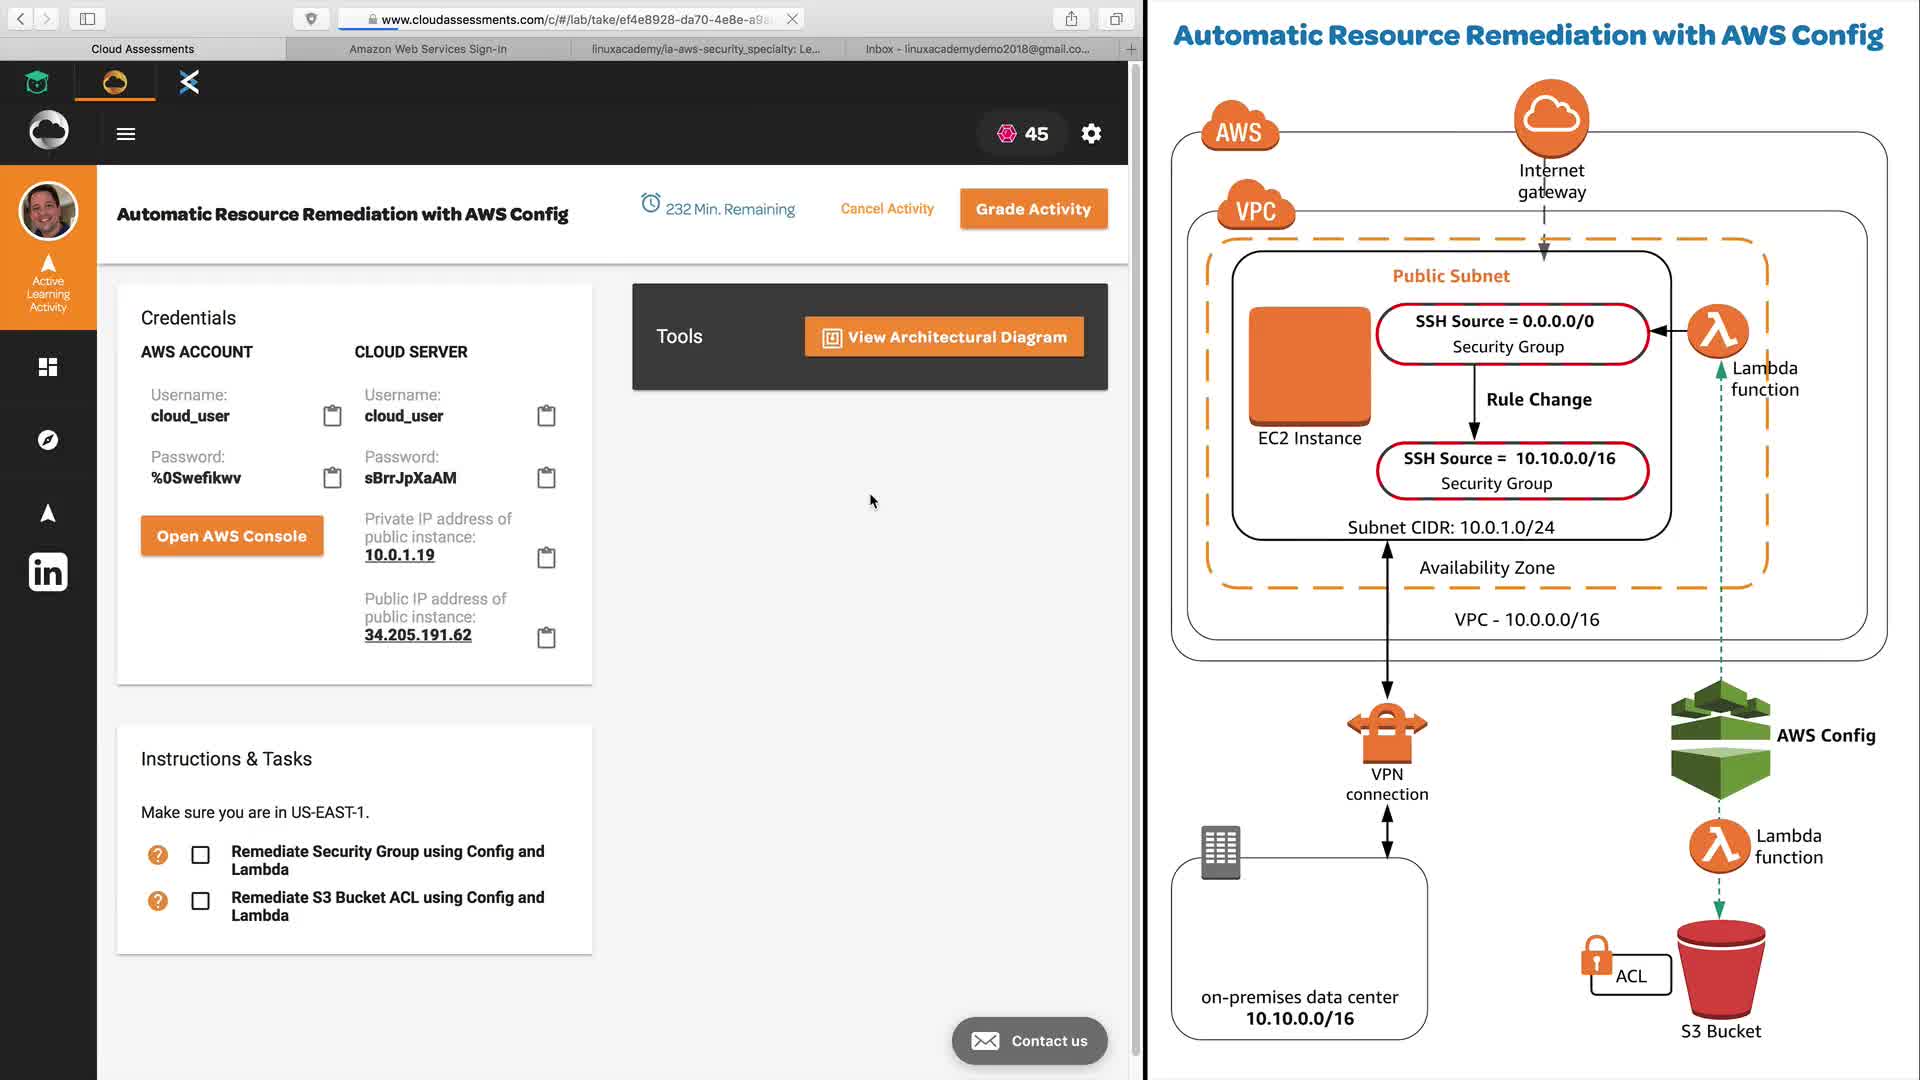 www.cloudassessments.com/c/#/lab/take/ef4e8928-da70-4e8e-a9a
Cloud Assessments
Amazon Web Services Sign-In
linuxacademy/la-aws-security_specialty: Le...
Inbox - linuxacademydemo2018@gmail.co...
45
Active
Learning
Activity
Automatic Resource Remediation with AWS Config
232 Min. Remaining
Cancel Activity
Grade Activity
Credentials
AWS ACCOUNT
Username:
cloud_user
Password:
%0Swefikwv
Open AWS Console
CLOUD SERVER
Username:
cloud_user
Password:
sBrrJpXaAM
Private IP address of
public instance:
10.0.1.19
Public IP address of
public instance:
34.205.191.62
Tools
View Architectural Diagram
Instructions & Tasks
Make sure you are in US-EAST-1.
? Remediate Security Group using Config and
Lambda
? Remediate S3 Bucket ACL using Config and
Lambda
in
Contact us
Automatic Resource Remediation with AWS Config
AWS
Internet
gateway
VPC
Public Subnet
SSH Source = 0.0.0.0/0
Security Group
Lambda
function
Rule Change
EC2 Instance
SSH Source = 10.10.0.0/16
Security Group
Subnet CIDR: 10.0.1.0/24
Availability Zone
VPC - 10.0.0.0/16
VPN
connection
AWS Config
Lambda
function
ACL
on-premises data center
10.10.0.0/16
S3 Bucket